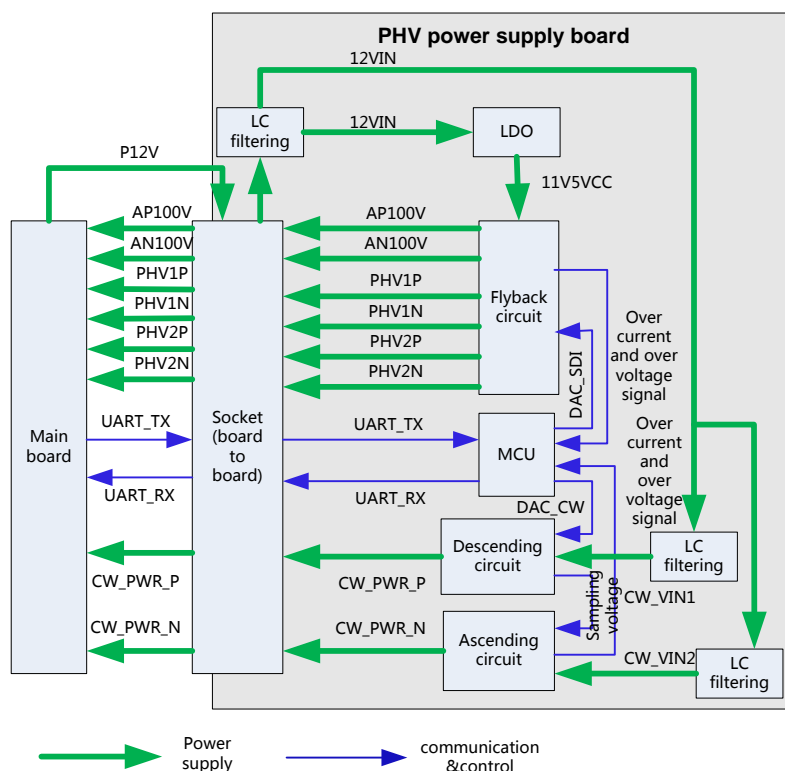 PHV power supply board
12VIN
LC
filtering
12VIN
LDO
P12V
11V5VCC
AP100V
AN100V
PHV1P
PHV1N
PHV2P
PHV2N
AP100V
AN100V
PHV1P
PHV1N
PHV2P
PHV2N
Flyback
circuit
Over
current
and over
voltage
signal
DAC_SDI
Main
board
Socket
(board
to
board)
UART_TX
UART_RX
UART_TX
UART_RX
MCU
Over
current
and
over
voltage
signal
DAC_CW
Descending
circuit
LC
filtering
CW_PWR_P
CW_PWR_P
CW_VIN1
Sampling
voltage
CW_PWR_N
CW_PWR_N
Ascending
circuit
CW_VIN2
LC
filtering
Power
supply
communication
&control